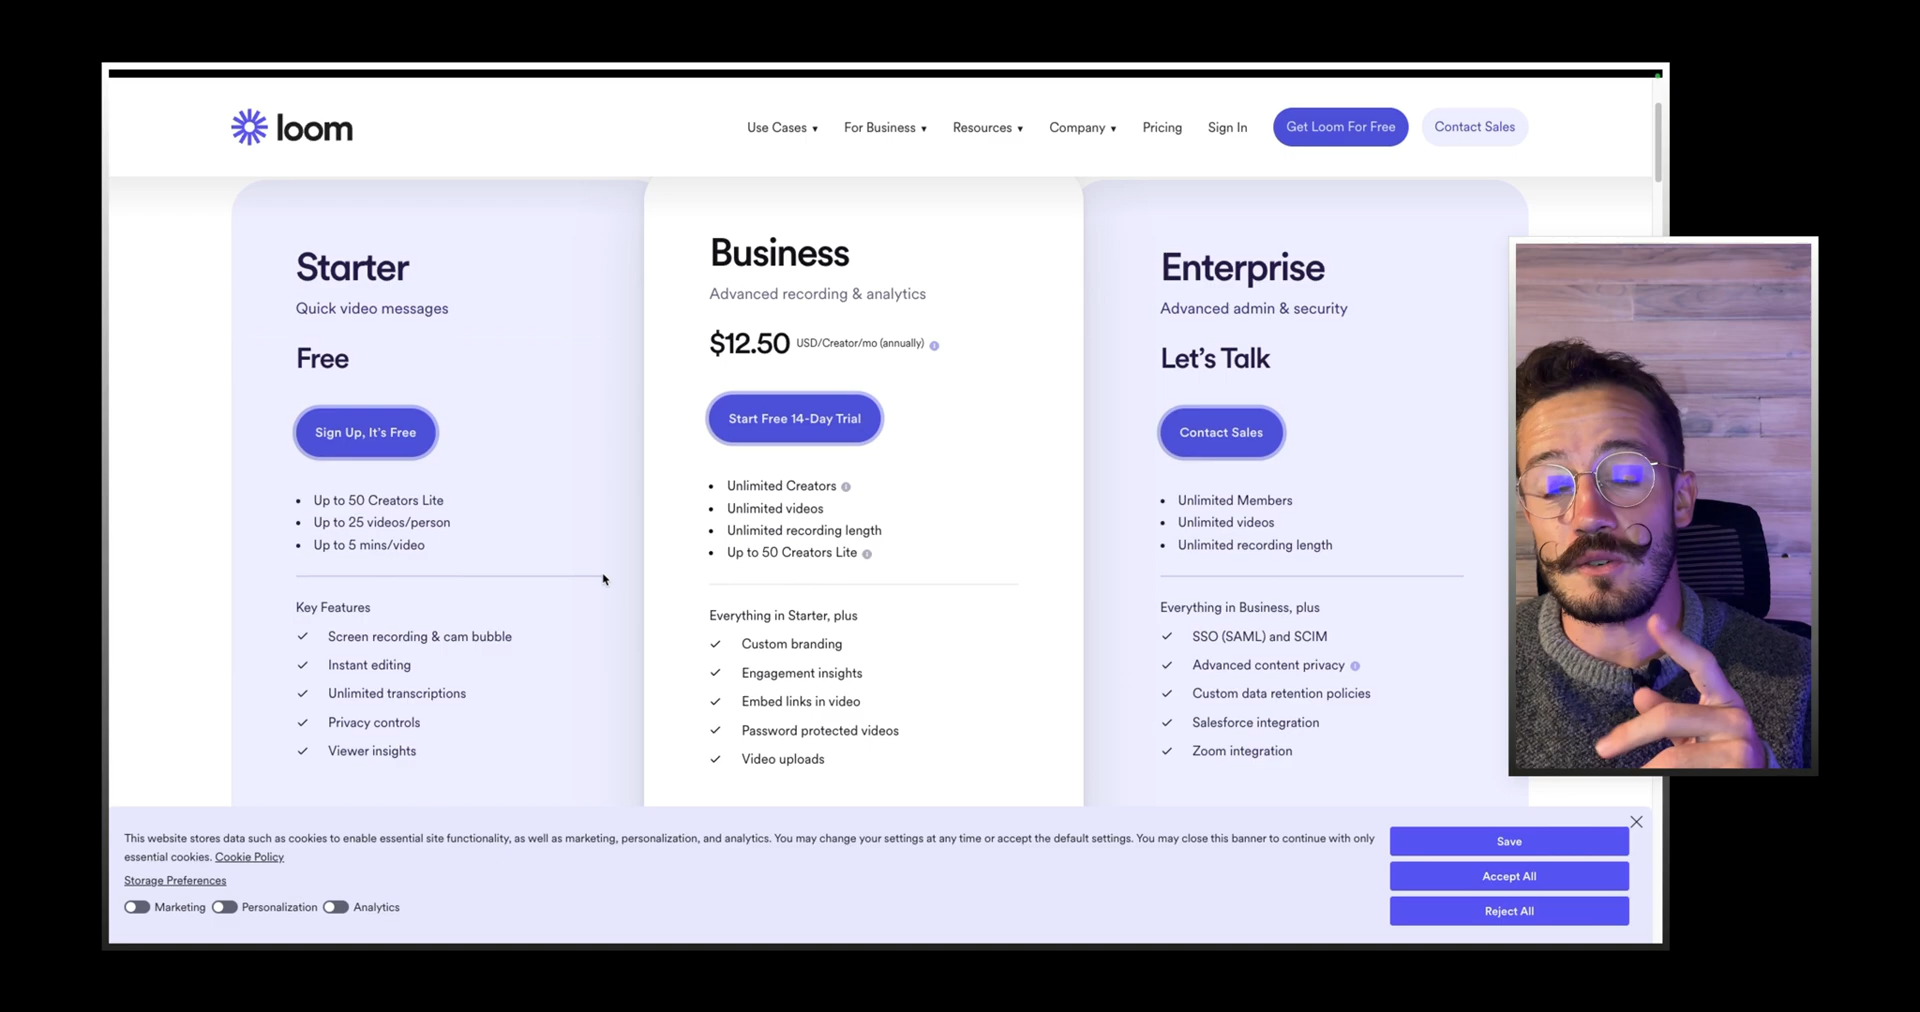 loom
Use Cases ▾
For Business ▾
Resources ▾
Company ▾
Pricing
Sign In
Get Loom For Free
Contact Sales
Starter
Quick video messages
Free
Sign Up, It's Free
• Up to 50 Creators Lite
• Up to 25 videos/person
• Up to 5 mins/video
Key Features
Screen recording & cam bubble
Instant editing
Unlimited transcriptions
Privacy controls
Viewer insights
Business
Advanced recording & analytics
$12.50 USD/Creator/mo (annually)
Start Free 14-Day Trial
• Unlimited Creators
• Unlimited videos
• Unlimited recording length
• Up to 50 Creators Lite
Everything in Starter, plus
Custom branding
Engagement insights
Embed links in video
Password protected videos
Video uploads
Enterprise
Advanced admin & security
Let's Talk
Contact Sales
• Unlimited Members
• Unlimited videos
• Unlimited recording length
Everything in Business, plus
SSO (SAML) and SCIM
Advanced content privacy
Custom data retention policies
Salesforce integration
Zoom integration
This website stores data such as cookies to enable essential site functionality, as well as marketing, personalization, and analytics. You may change your settings at any time or accept the default settings. You may close this banner to continue with only
essential cookies. Cookie Policy
Storage Preferences
Marketing
Personalization
Analytics
Save
Accept All
Reject All